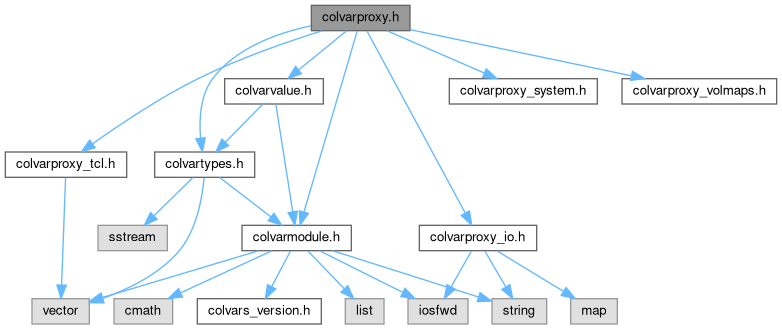 colvarproxy.h
colvarvalue.h
colvarproxy_system.h
colvarproxy_volmaps.h
colvarproxy_tcl.h
colvartypes.h
sstream
colvarmodule.h
colvarproxy_io.h
vector
cmath
colvars_version.h
list
iosfwd
string
map